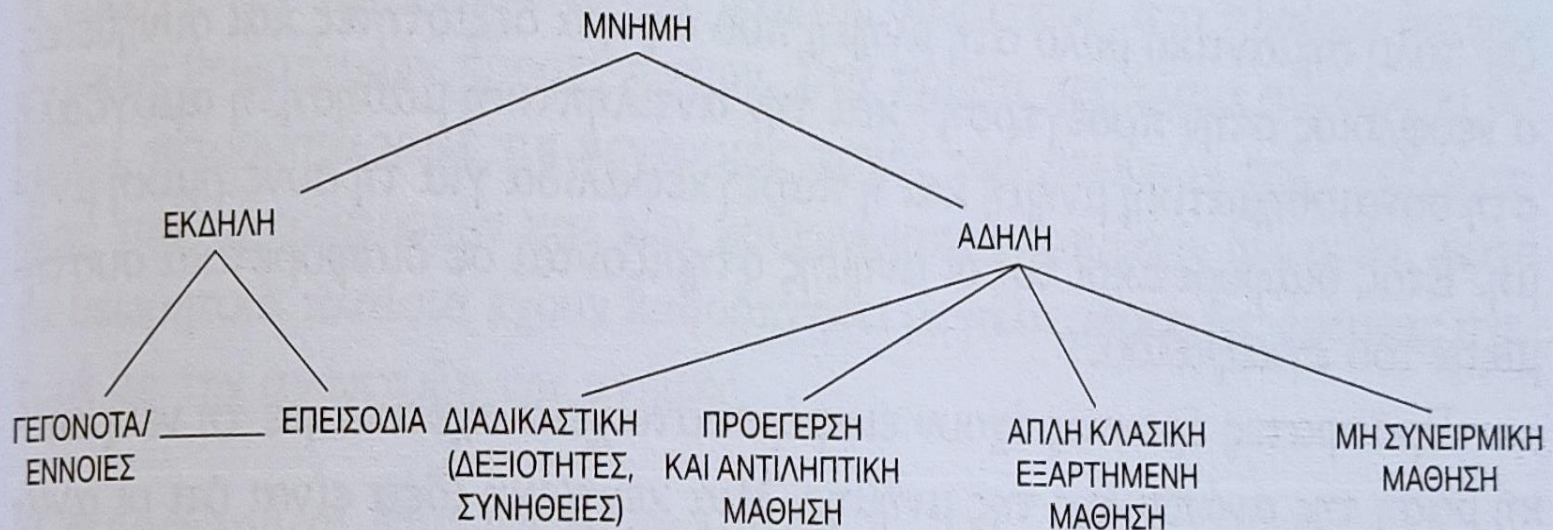 ΜΝΗΜΗ
ΕΚΔΗΛΗ
ΑΔΗΛΗ
ΓΕΓΟΝΟΤΑ/ ________
ΕΝΝΟΙΕΣ
ΕΠΕΙΣΟΔΙΑ
ΔΙΑΔΙΚΑΣΤΙΚΗ
(ΔΕΞΙΟΤΗΤΕΣ,
ΣΥΝΗΘΕΙΕΣ)
ΠΡΟΕΓΕΡΣΗ
ΚΑΙ ΑΝΤΙΛΗΠΤΙΚΗ
ΜΑΘΗΣΗ
ΑΠΛΗ ΚΛΑΣΙΚΗ
ΕΞΑΡΤΗΜΕΝΗ
ΜΑΘΗΣΗ
ΜΗ ΣΥΝΕΙΡΜΙΚΗ
ΜΑΘΗΣΗ